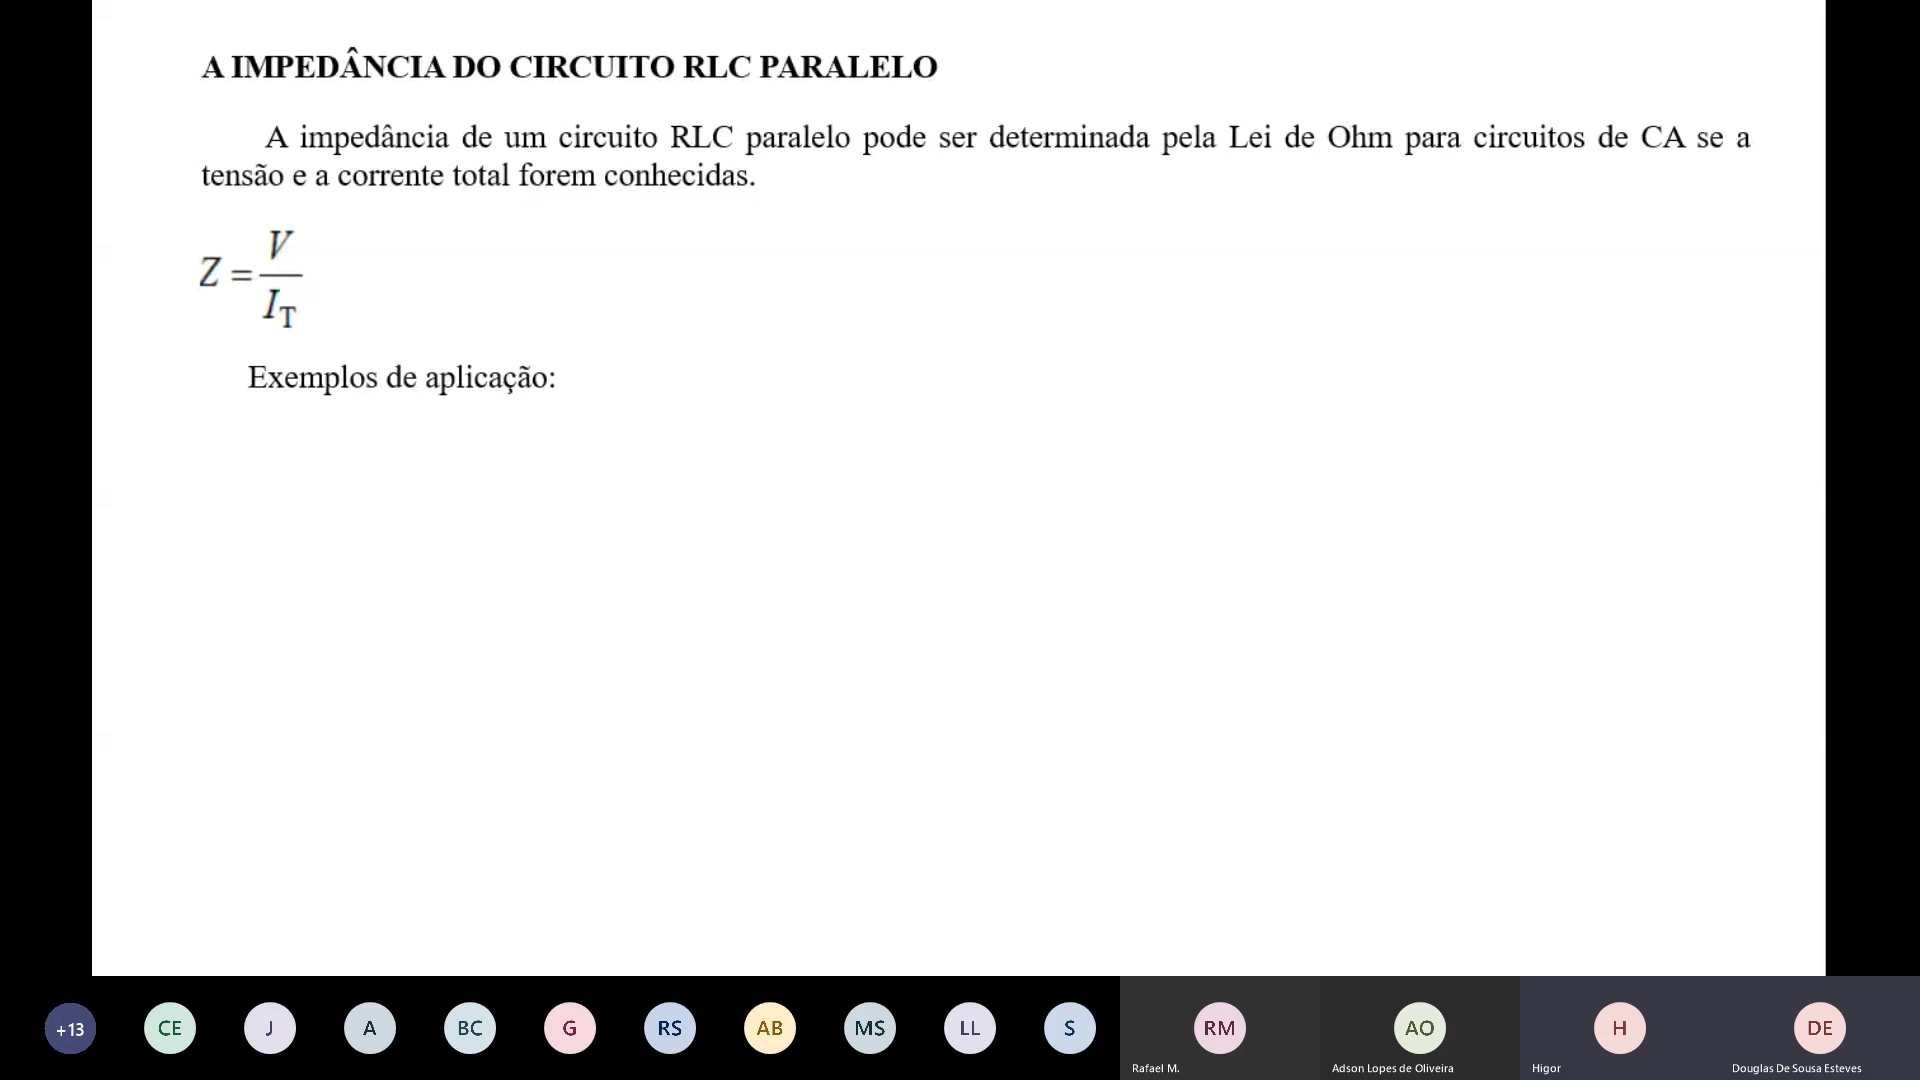 A IMPEDÂNCIA DO CIRCUITO RLC PARALELO
A impedância de um circuito RLC paralelo pode ser determinada pela Lei de Ohm para circuitos de CA se a
tensão e a corrente total forem conhecidas.
Z = V / I_T
Exemplos de aplicação:
+13 CE J A BC G RS AB MS LL S RM AO H DE
Rafael M. Adson Lopes de Oliveira Higor Douglas De Sousa Esteves